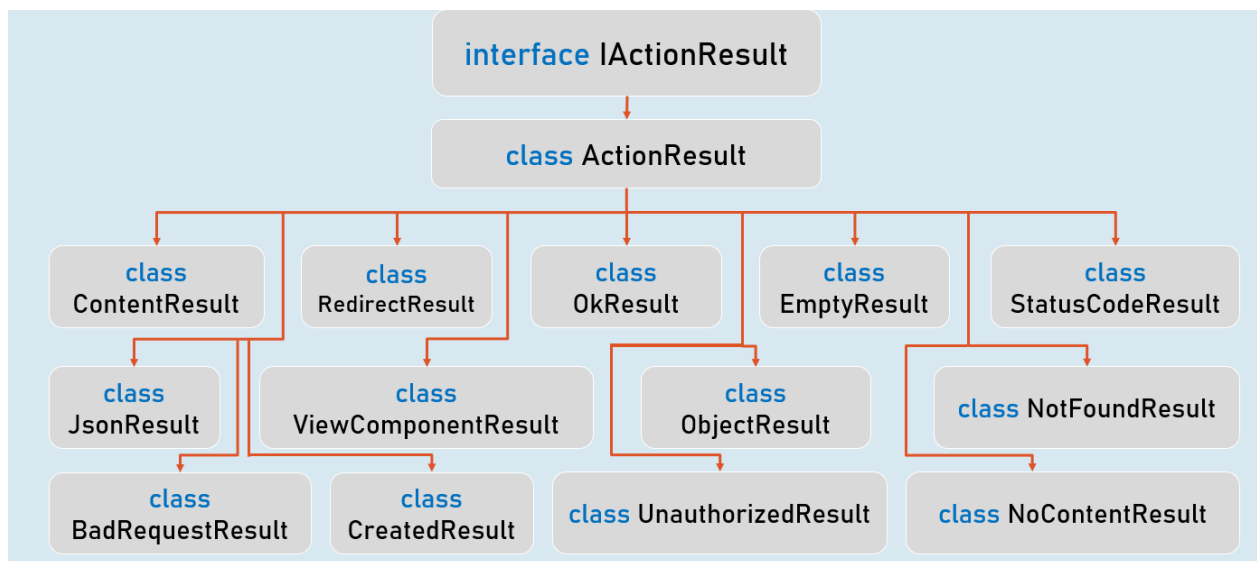 interface IActionResult
class ActionResult
class
ContentResult
class
RedirectResult
class
OkResult
class
EmptyResult
class
StatusCodeResult
class
JsonResult
class
ViewComponentResult
class
ObjectResult
class NotFoundResult
class
BadRequestResult
class
CreatedResult
class UnauthorizedResult
class NoContentResult